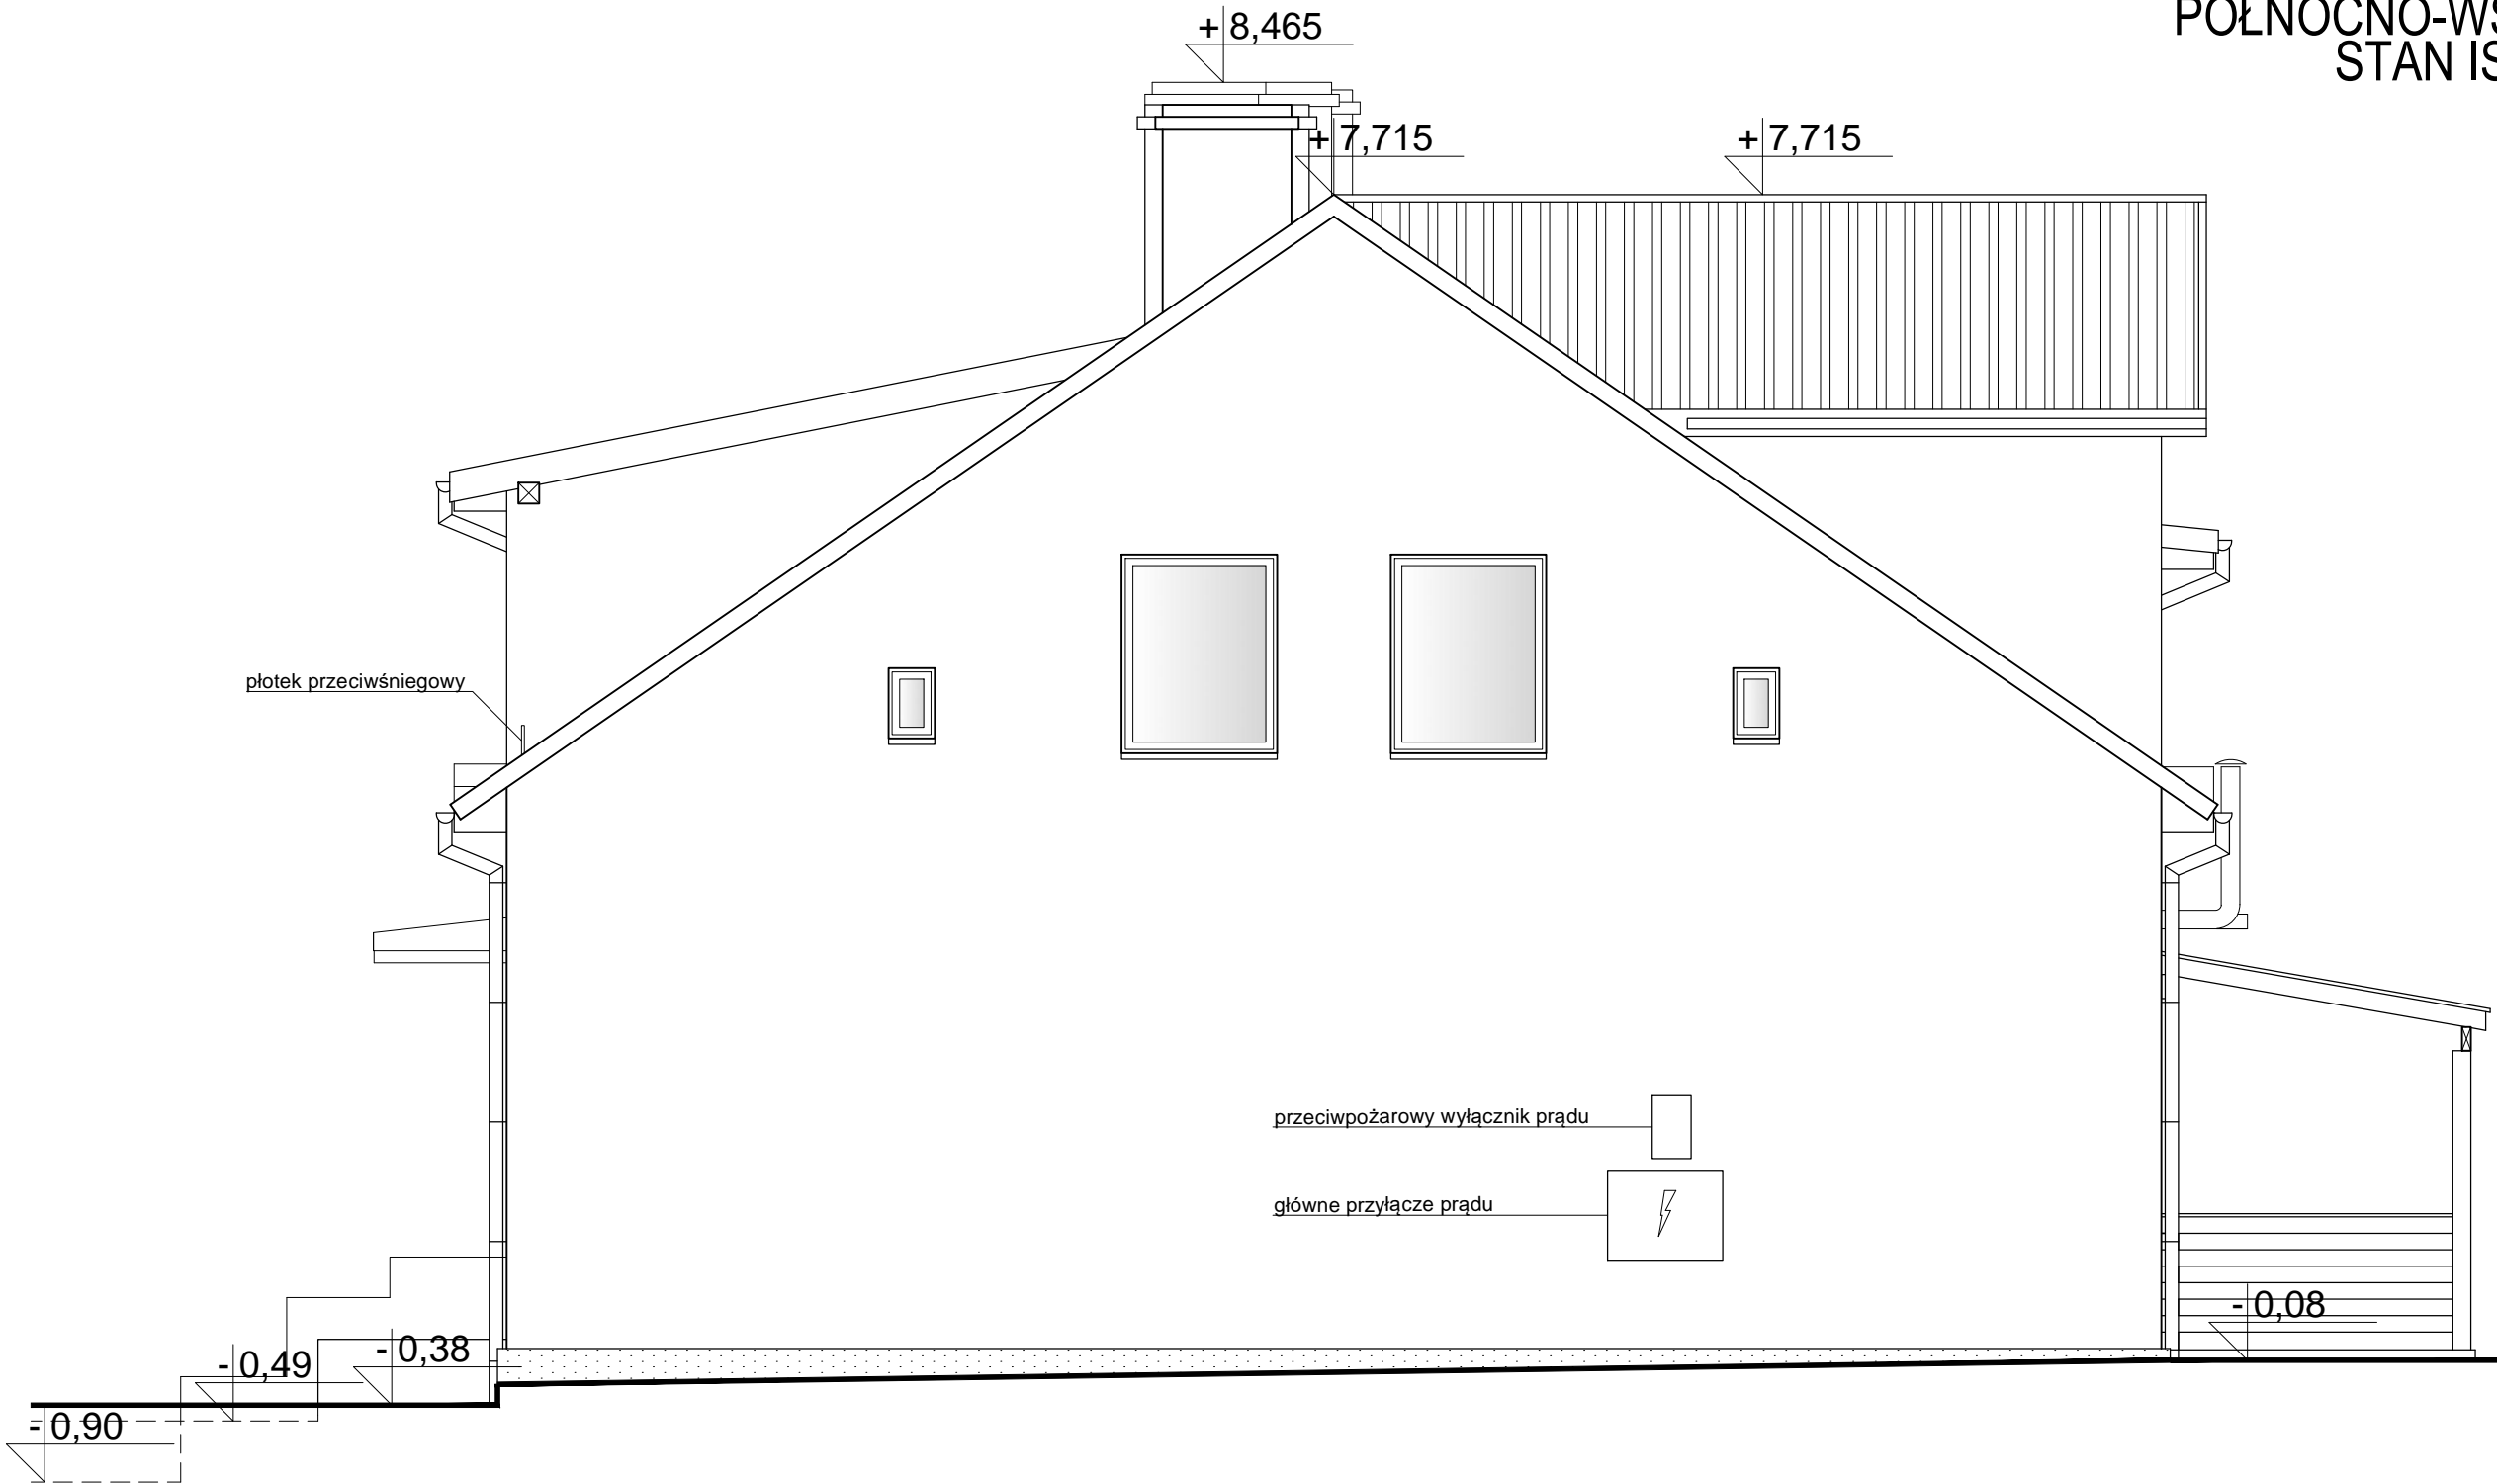 PÓŁNOCNO-WS
STAN IS
+ 8,465
+ 7,715
+ 7,715
płotek przeciwśniegowy
przeciwpożarowy wyłącznik prądu
główne przyłącze prądu
- 0,08
- 0,38
- 0,49
- 0,90